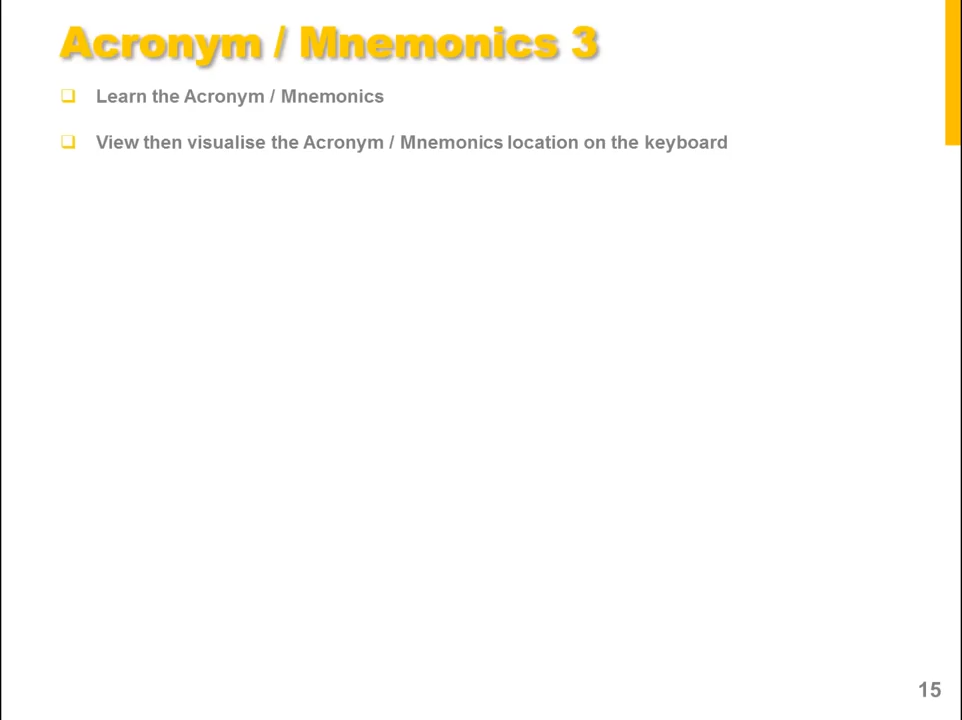 Acronym / Mnemonics 3
Learn the Acronym / Mnemonics
View then visualise the Acronym / Mnemonics location on the keyboard
15